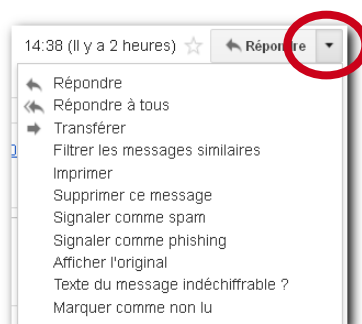 14:38 (Il y a 2 heures) Répondre
Répondre
Répondre à tous
Transférer
Filtrer les messages similaires
Imprimer
Supprimer ce message
Signaler comme spam
Signaler comme phishing
Afficher l'original
Texte du message indéchiffrable ?
Marquer comme non lu